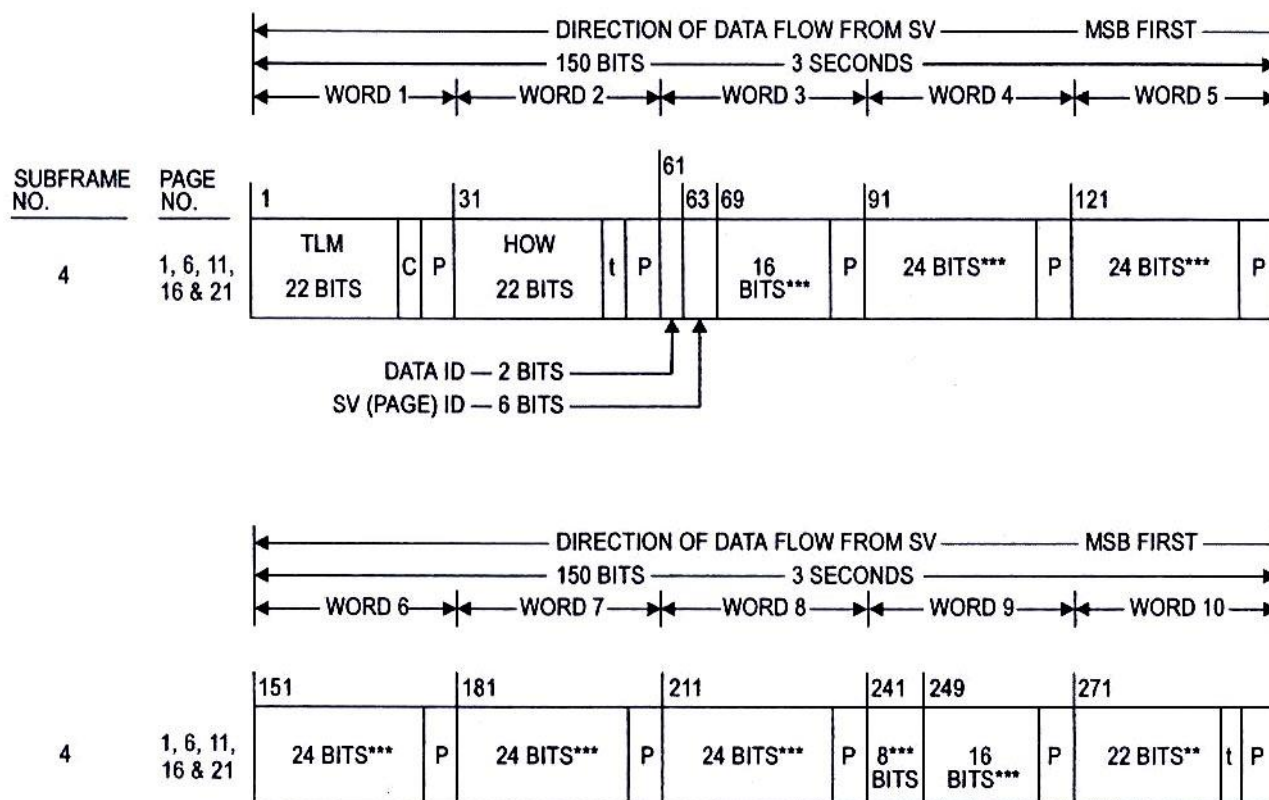 DIRECTION OF DATA FLOW FROM SV MSB FIRST
150 BITS 3 SECONDS
WORD 1 WORD 2 WORD 3 WORD 4 WORD 5
SUBFRAME NO. PAGE NO.
1 31 61 63 69 91 121
4
1, 6, 11,
16 & 21
TLM
22 BITS
C
P
HOW
22 BITS
t
P
16
BITS***
P
24 BITS***
P
24 BITS***
P
DATA ID — 2 BITS
SV (PAGE) ID — 6 BITS
DIRECTION OF DATA FLOW FROM SV MSB FIRST
150 BITS 3 SECONDS
WORD 6 WORD 7 WORD 8 WORD 9 WORD 10
151 181 211 241 249 271
4
1, 6, 11,
16 & 21
24 BITS***
P
24 BITS***
P
24 BITS***
P
8***
BITS
16
BITS***
P
22 BITS**
t
P